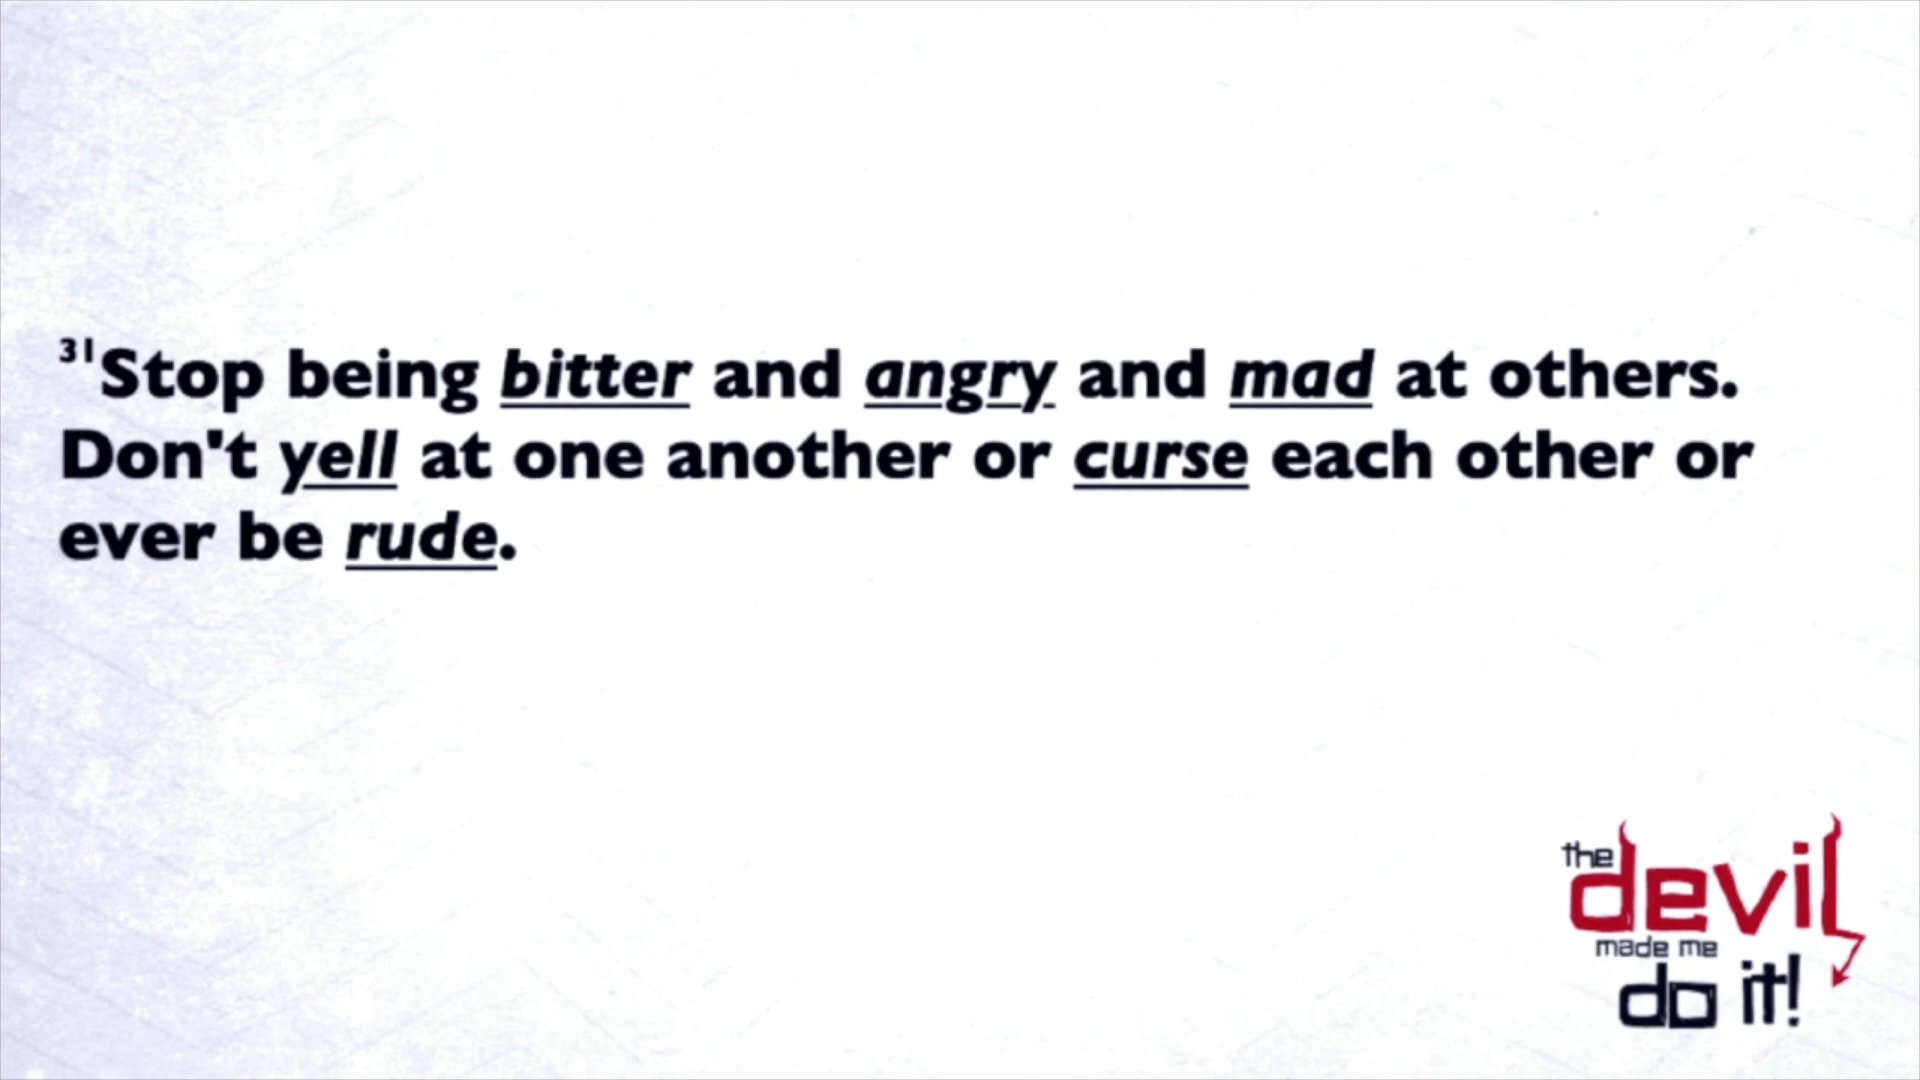 31Stop being bitter and angry and mad at others.
Don't yell at one another or curse each other or
ever be rude.
the
devil
made me
do it!